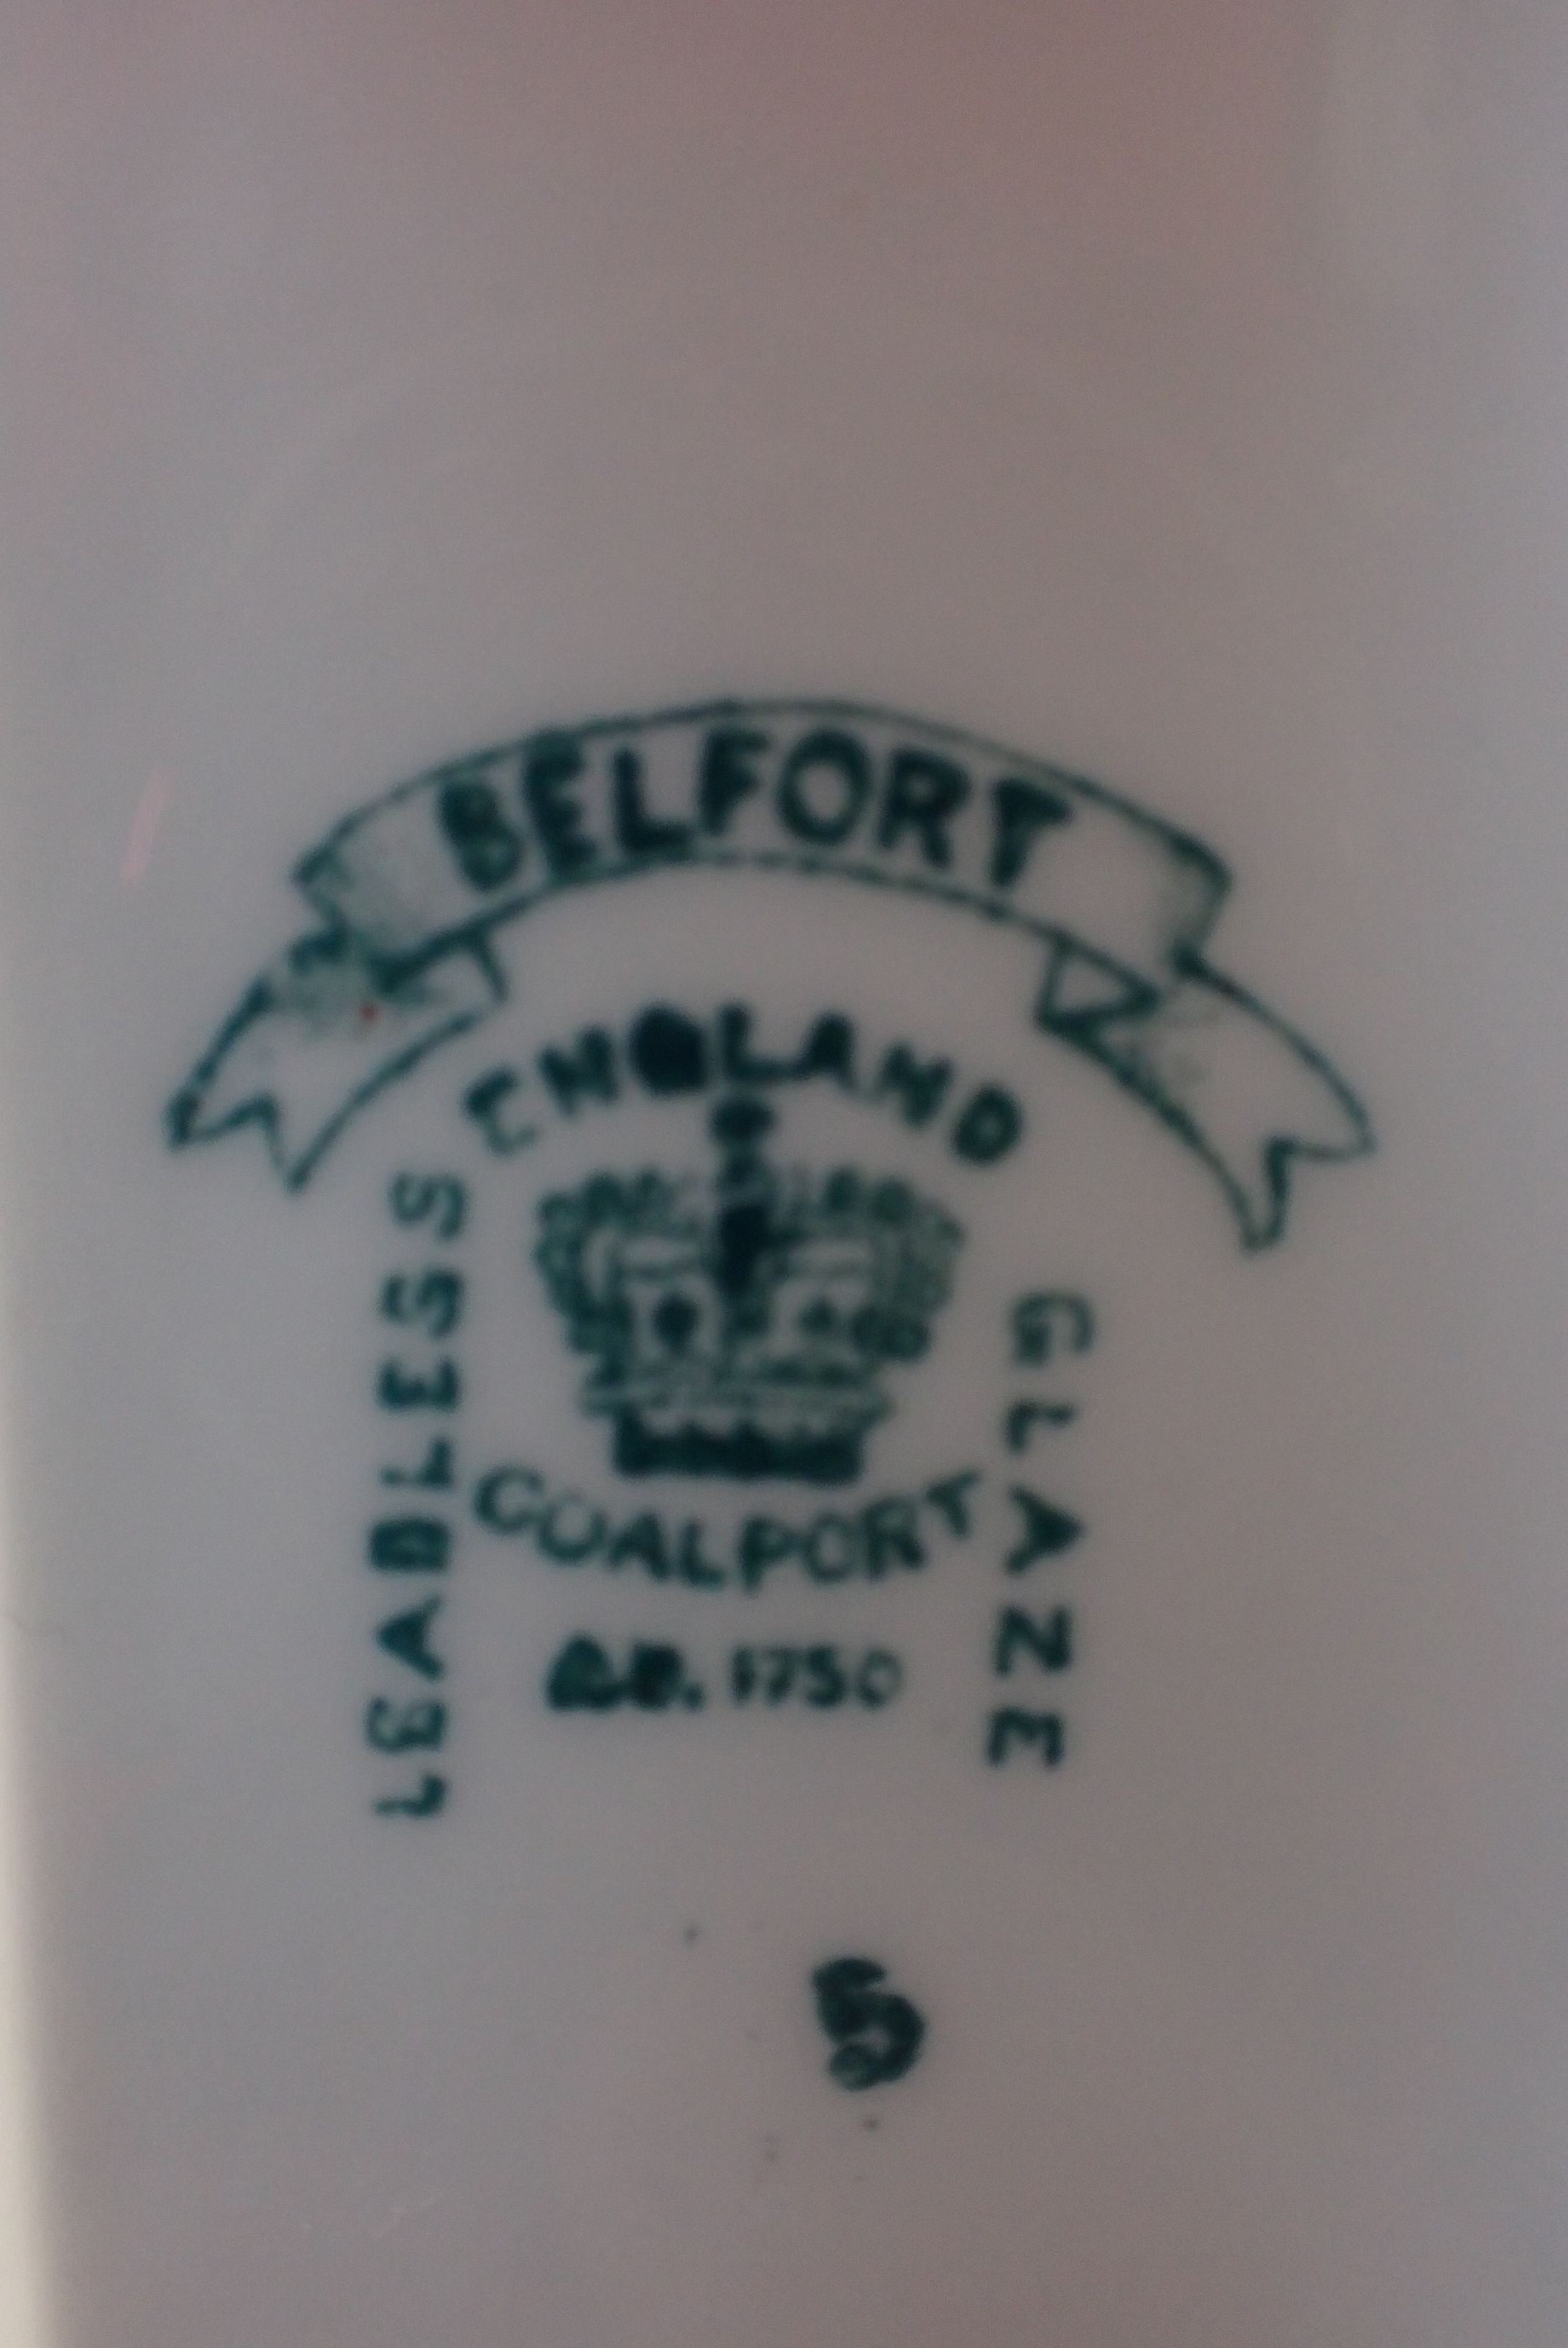 BELFORT
ENGLAND
LEADLESS
GLAZE
COALPORT
A.D. 1750
5